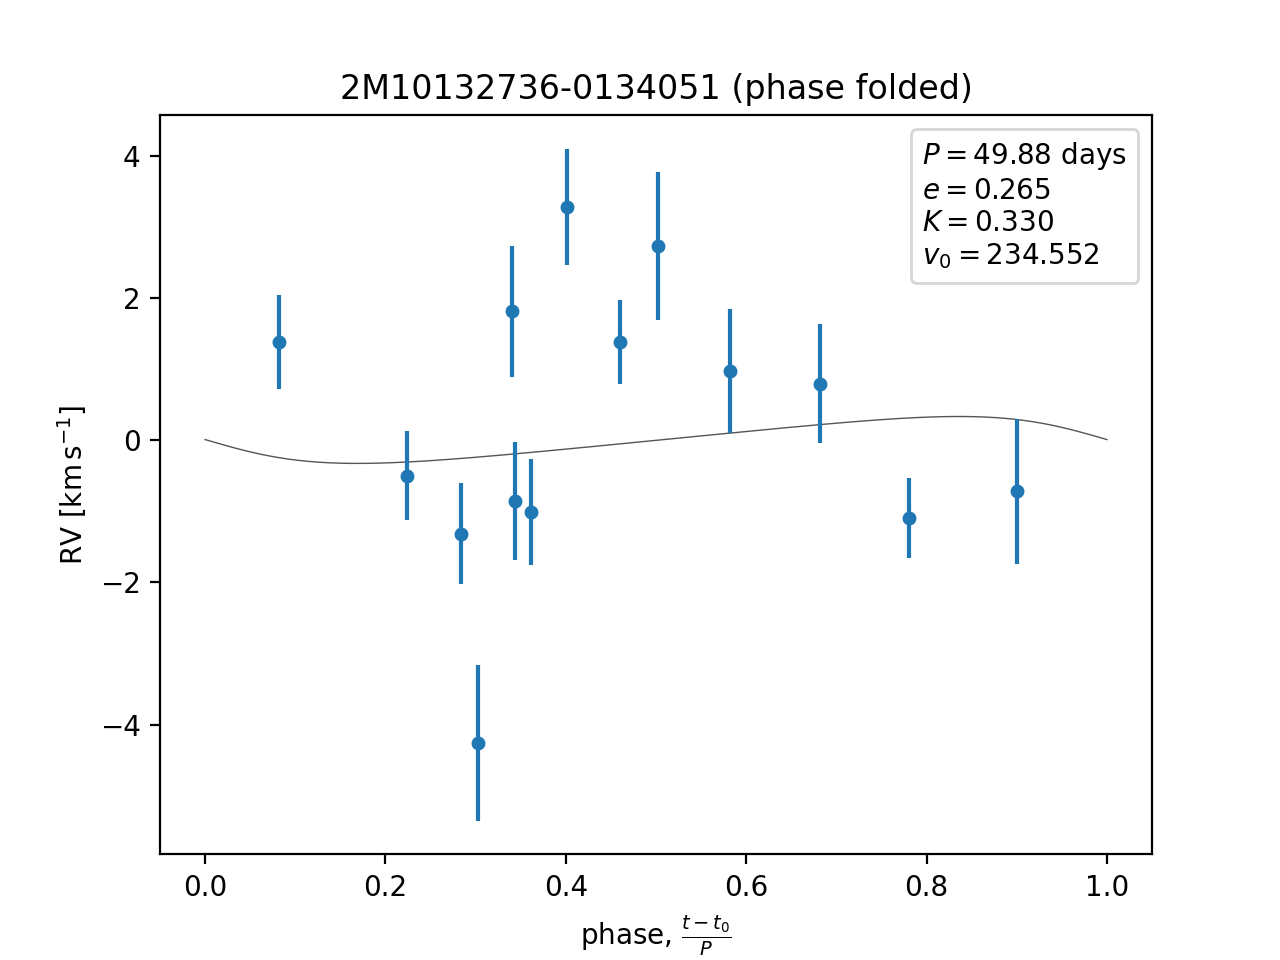 2M10132736-0134051 (phase folded)
P = 49.88 days
e = 0.265
K = 0.330
v₀ = 234.552
4
2
0
−2
−4
RV [km s⁻¹]
0.0 0.2 0.4 0.6 0.8 1.0
phase, (t − t₀)/P